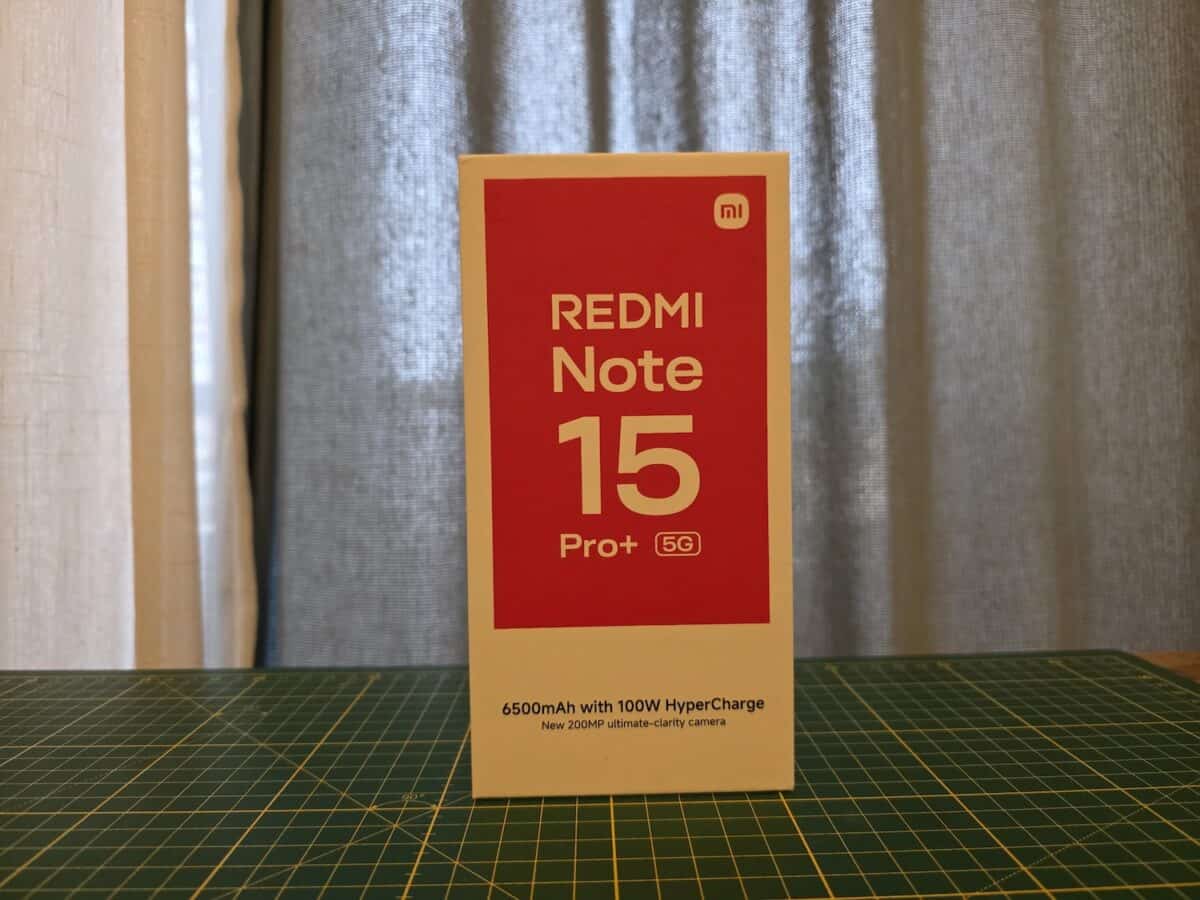 mi
REDMI
Note
15
Pro+ 5G
6500mAh with 100W HyperCharge
New 200MP ultimate-clarity camera